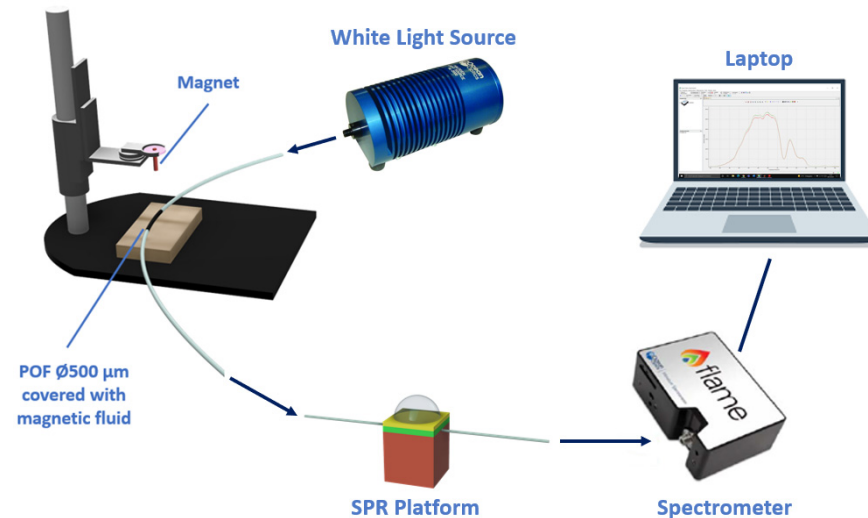 White Light Source
Laptop
Magnet
POF Ø500 µm
covered with
magnetic fluid
flame
SPR Platform
Spectrometer